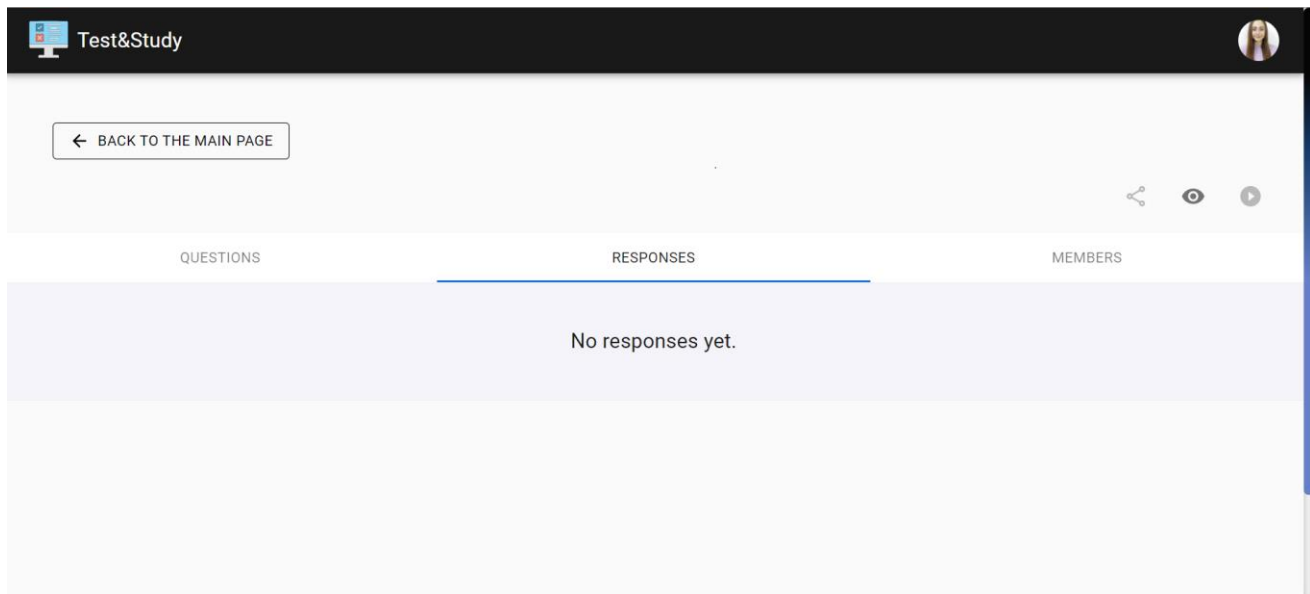 Test&Study
BACK TO THE MAIN PAGE
QUESTIONS RESPONSES MEMBERS
No responses yet.